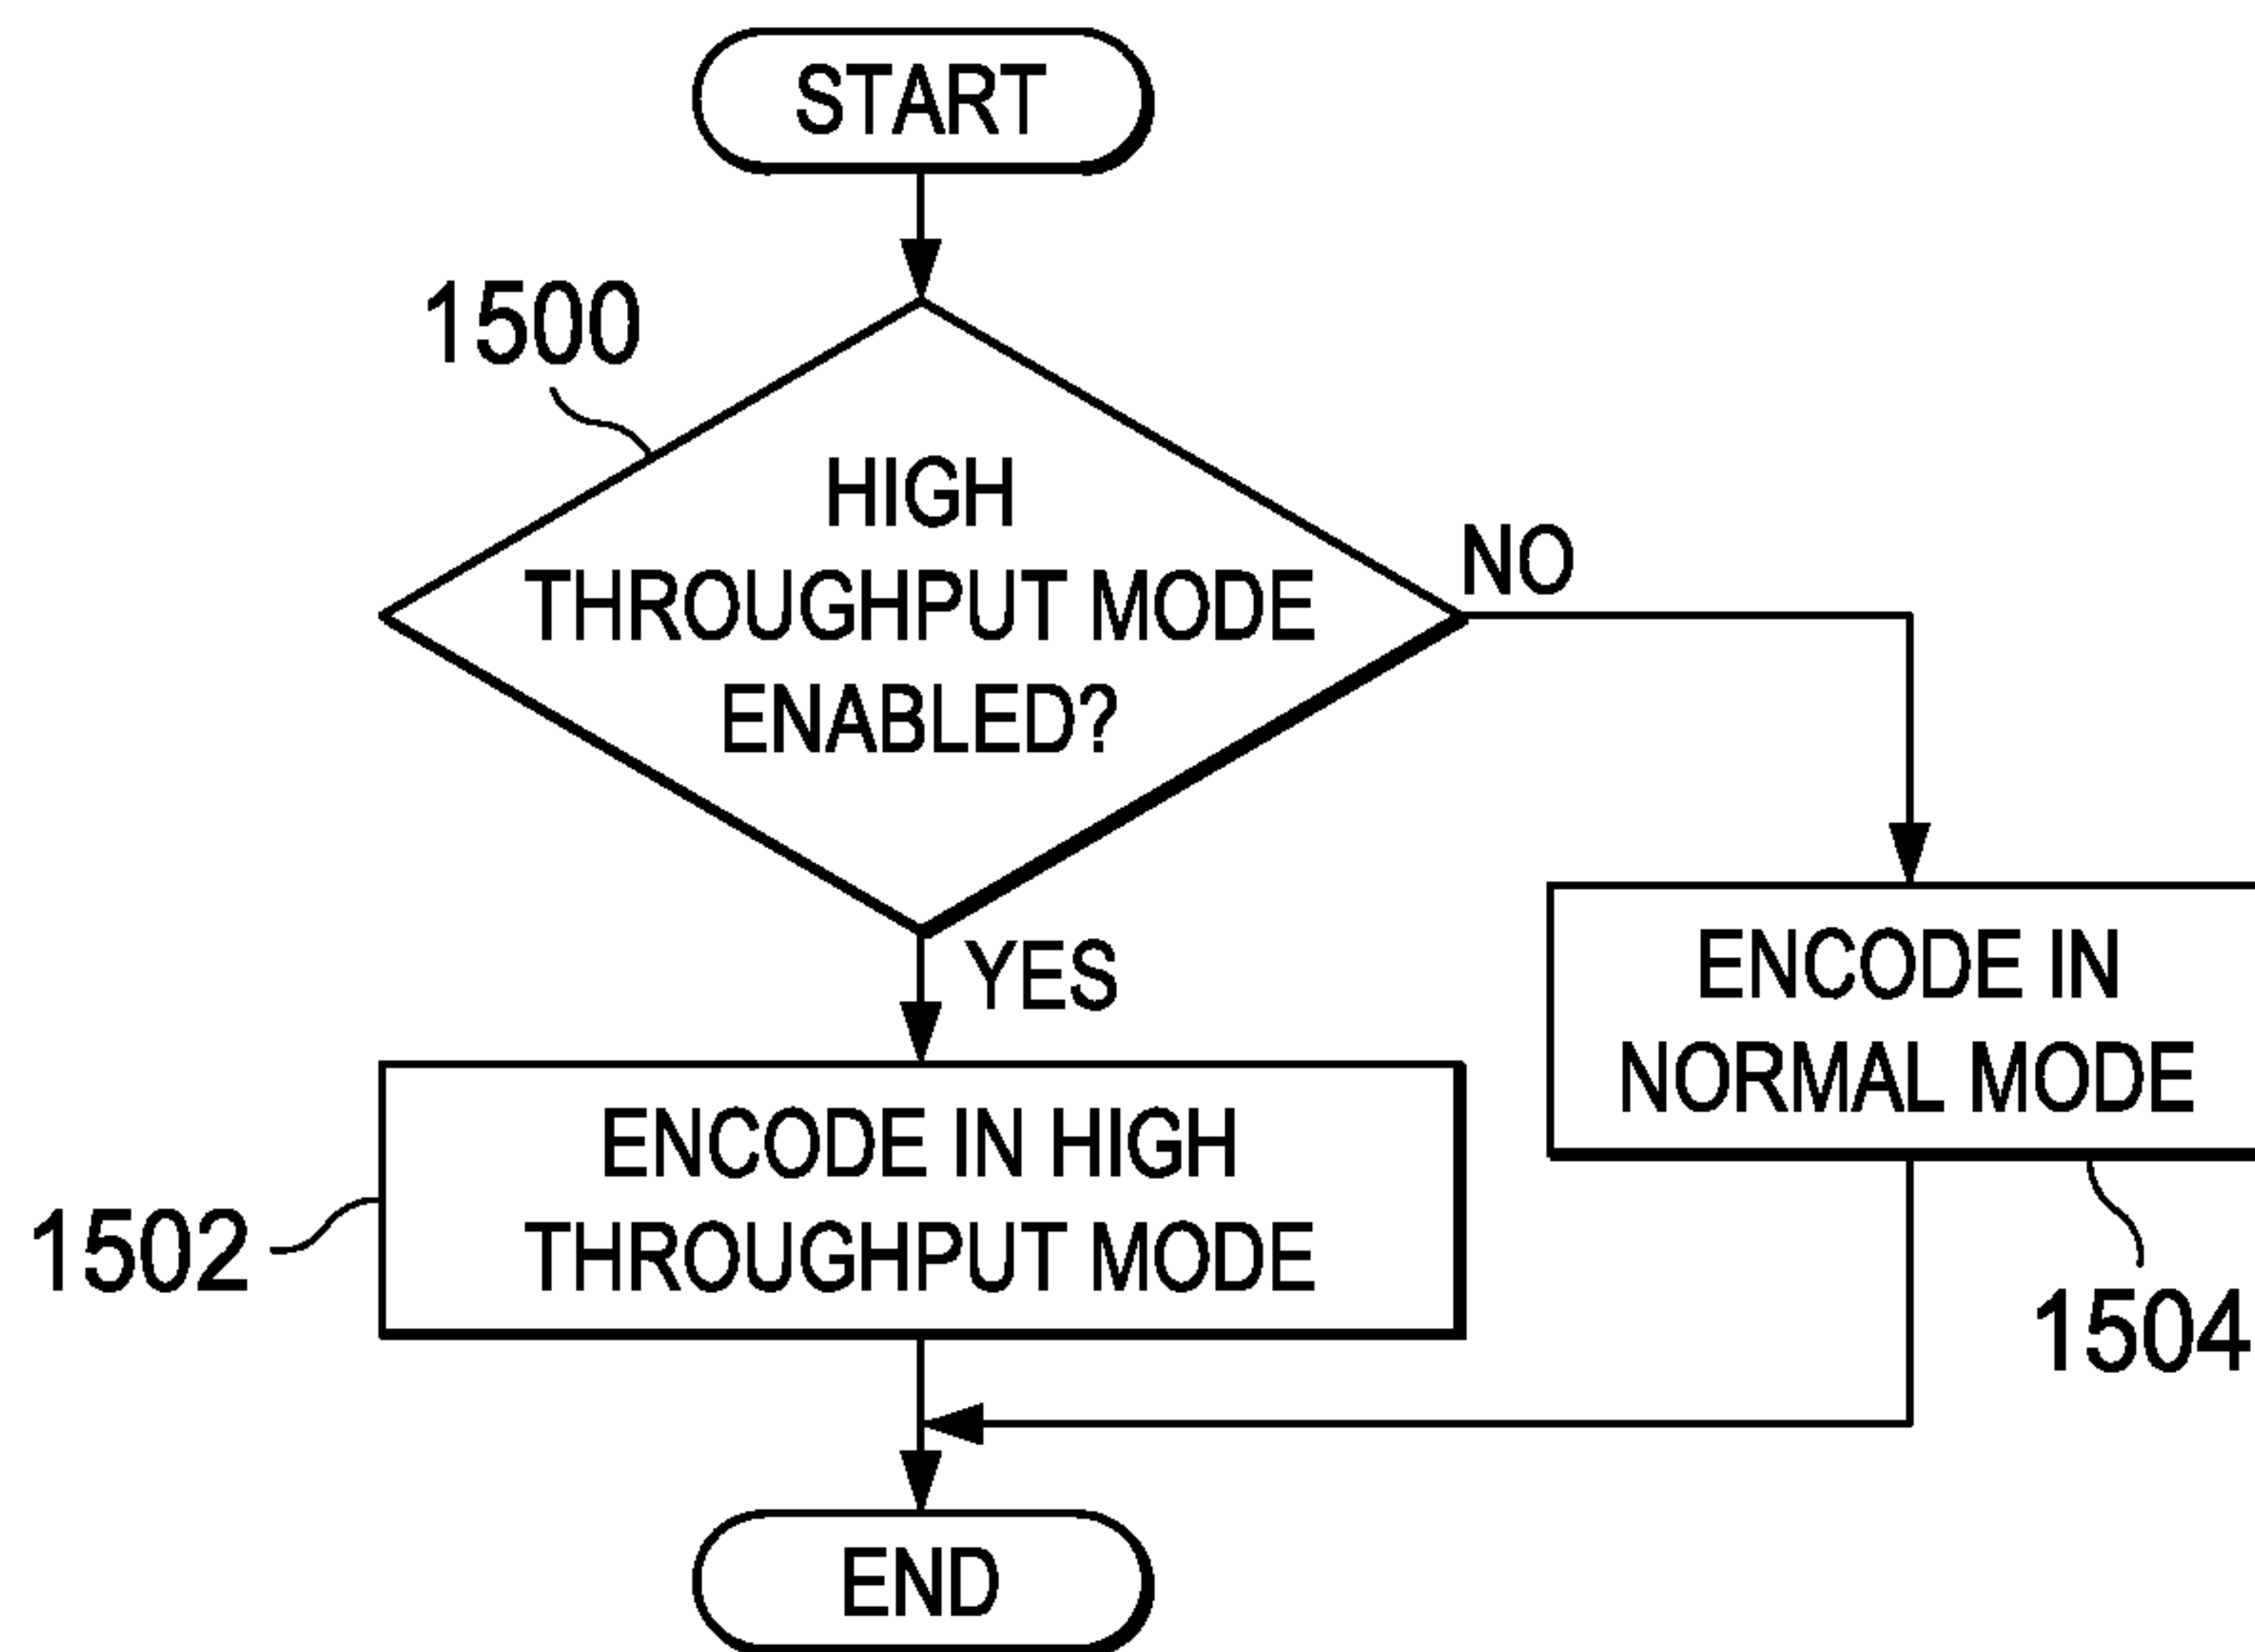 START
1500
HIGH
THROUGHPUT MODE
ENABLED?
NO
YES
ENCODE IN
NORMAL MODE
ENCODE IN HIGH
THROUGHPUT MODE
1502
1504
END